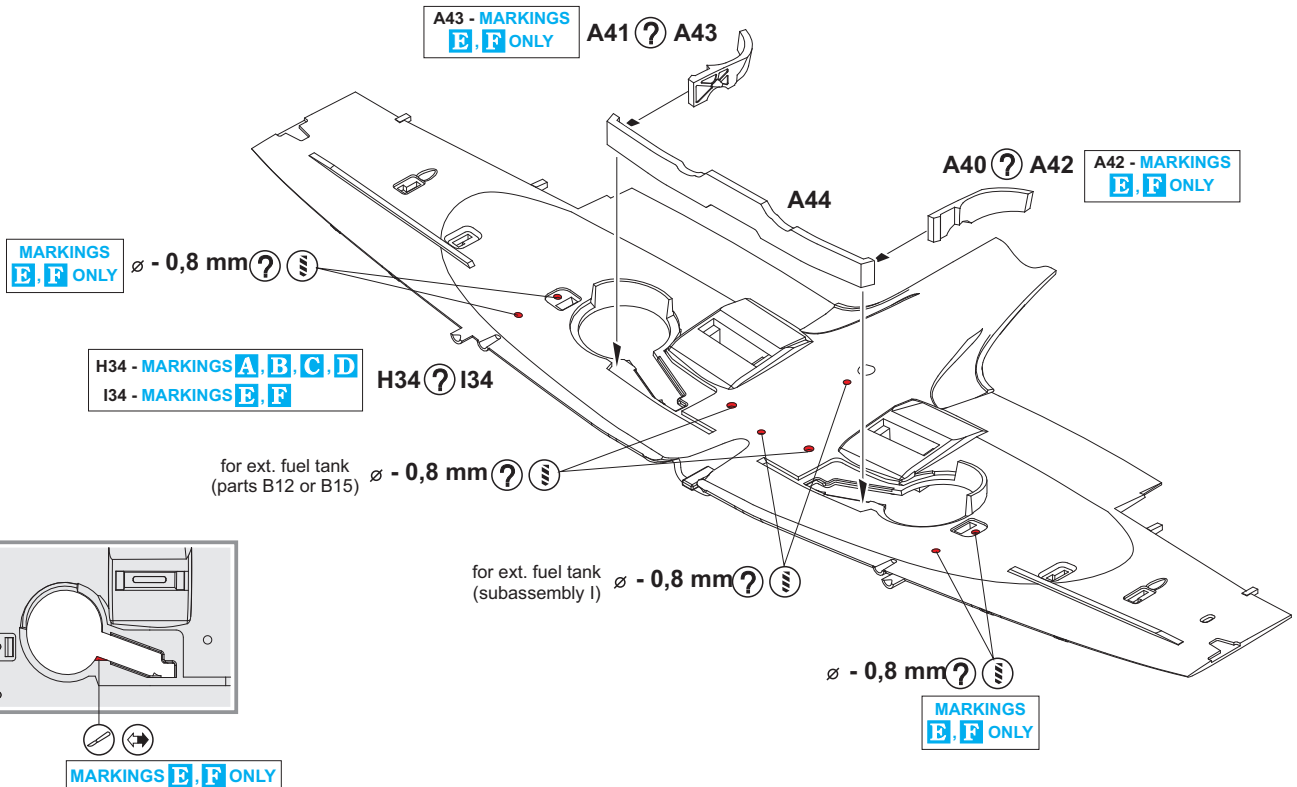 A43 - MARKINGS
E, F ONLY
A41 ? A43
A40 ? A42
A42 - MARKINGS
E, F ONLY
A44
MARKINGS
E, F ONLY
⌀ - 0,8 mm ?
H34 - MARKINGS A, B, C, D
I34 - MARKINGS E, F
H34 ? I34
for ext. fuel tank
(parts B12 or B15)
⌀ - 0,8 mm ?
for ext. fuel tank
(subassembly I)
⌀ - 0,8 mm ?
⌀ - 0,8 mm ?
MARKINGS
E, F ONLY
MARKINGS E, F ONLY